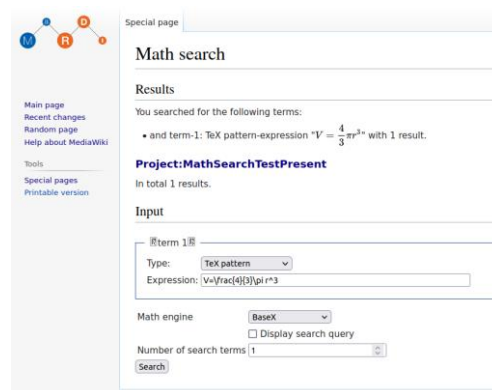 M a R D I
Special page
Math search
Results
You searched for the following terms:
• and term-1: TeX pattern-expression "V = 4/3 πr³" with 1 result.
Project:MathSearchTestPresent
In total 1 results.
Input
term 1
Type: TeX pattern
Expression: V=\frac{4}{3}\pi r^3
Math engine BaseX
Display search query
Number of search terms 1
Search
Main page
Recent changes
Random page
Help about MediaWiki
Tools
Special pages
Printable version